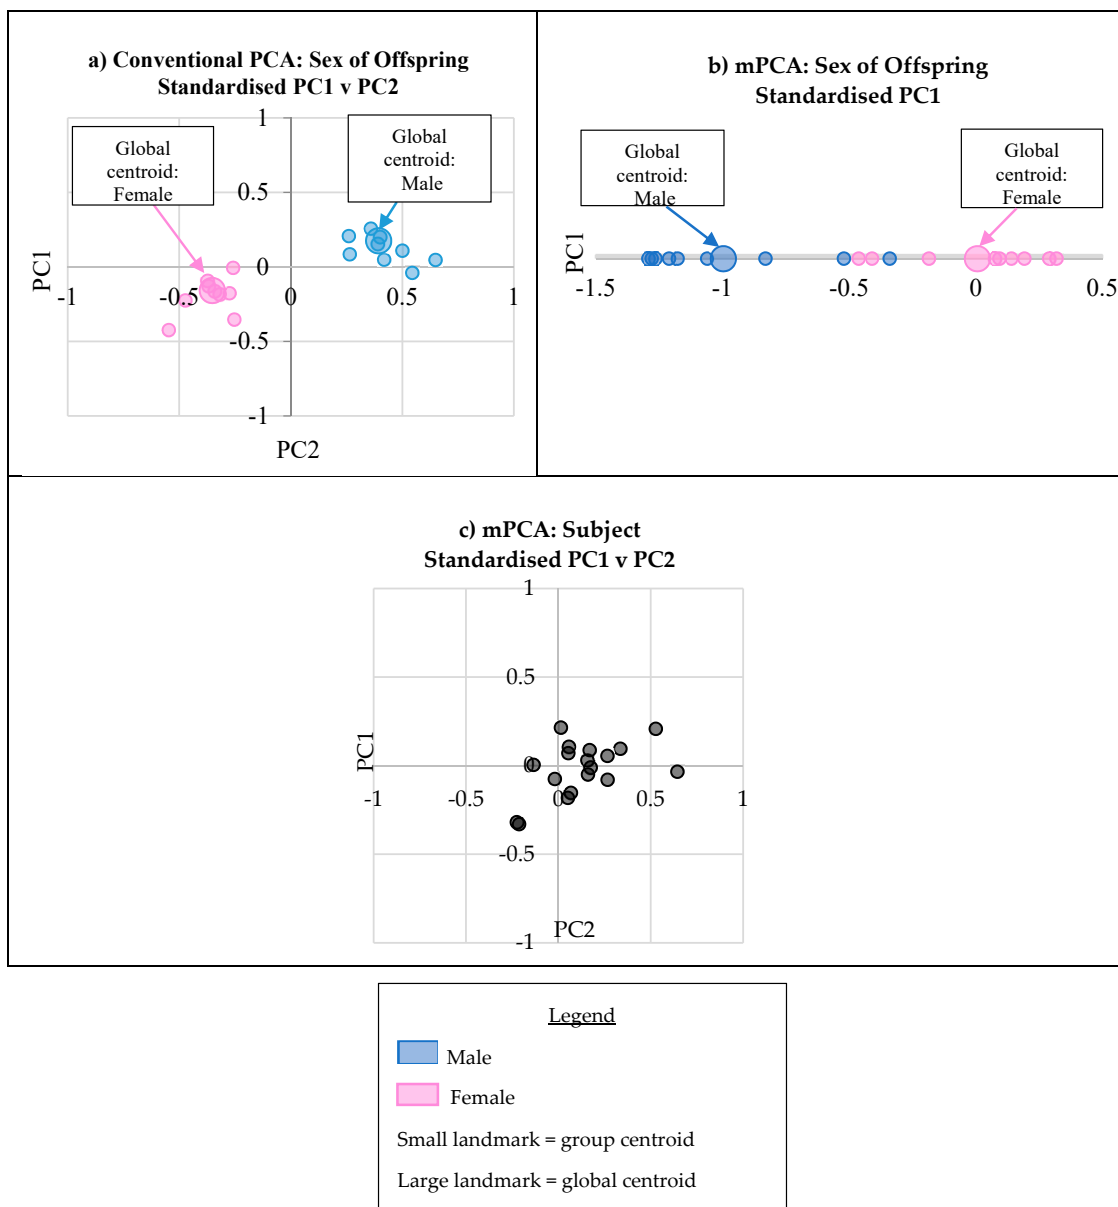 a) Conventional PCA: Sex of Offspring
Standardised PC1 v PC2
Global
centroid:
Female
Global
centroid:
Male
1
0.5
0
-0.5
-1
-1
-0.5
0
0.5
1
PC1
PC2
b) mPCA: Sex of Offspring
Standardised PC1
Global
centroid:
Male
Global
centroid:
Female
PC1
-1.5
-1
-0.5
0
0.5
c) mPCA: Subject
Standardised PC1 v PC2
1
0.5
0
-0.5
-1
-1
-0.5
0
0.5
1
PC1
PC2
Legend
Male
Female
Small landmark = group centroid
Large landmark = global centroid